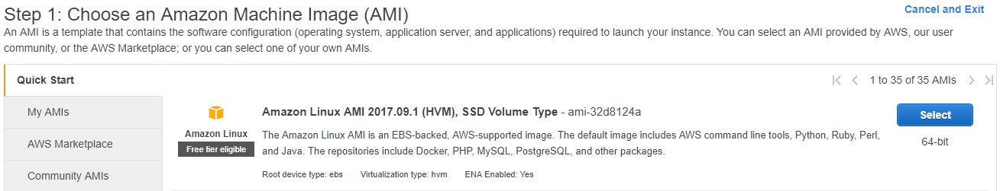 Step 1: Choose an Amazon Machine Image (AMI)
Cancel and Exit
An AMI is a template that contains the software configuration (operating system, application server, and applications) required to launch your instance. You can select an AMI provided by AWS, our user
community, or the AWS Marketplace; or you can select one of your own AMIs.
Quick Start
1 to 35 of 35 AMIs
My AMIs
AWS Marketplace
Community AMIs
Amazon Linux
Free tier eligible
Amazon Linux AMI 2017.09.1 (HVM), SSD Volume Type - ami-32d8124a
The Amazon Linux AMI is an EBS-backed, AWS-supported image. The default image includes AWS command line tools, Python, Ruby, Perl,
and Java. The repositories include Docker, PHP, MySQL, PostgreSQL, and other packages.
Root device type: ebs Virtualization type: hvm ENA Enabled: Yes
Select
64-bit